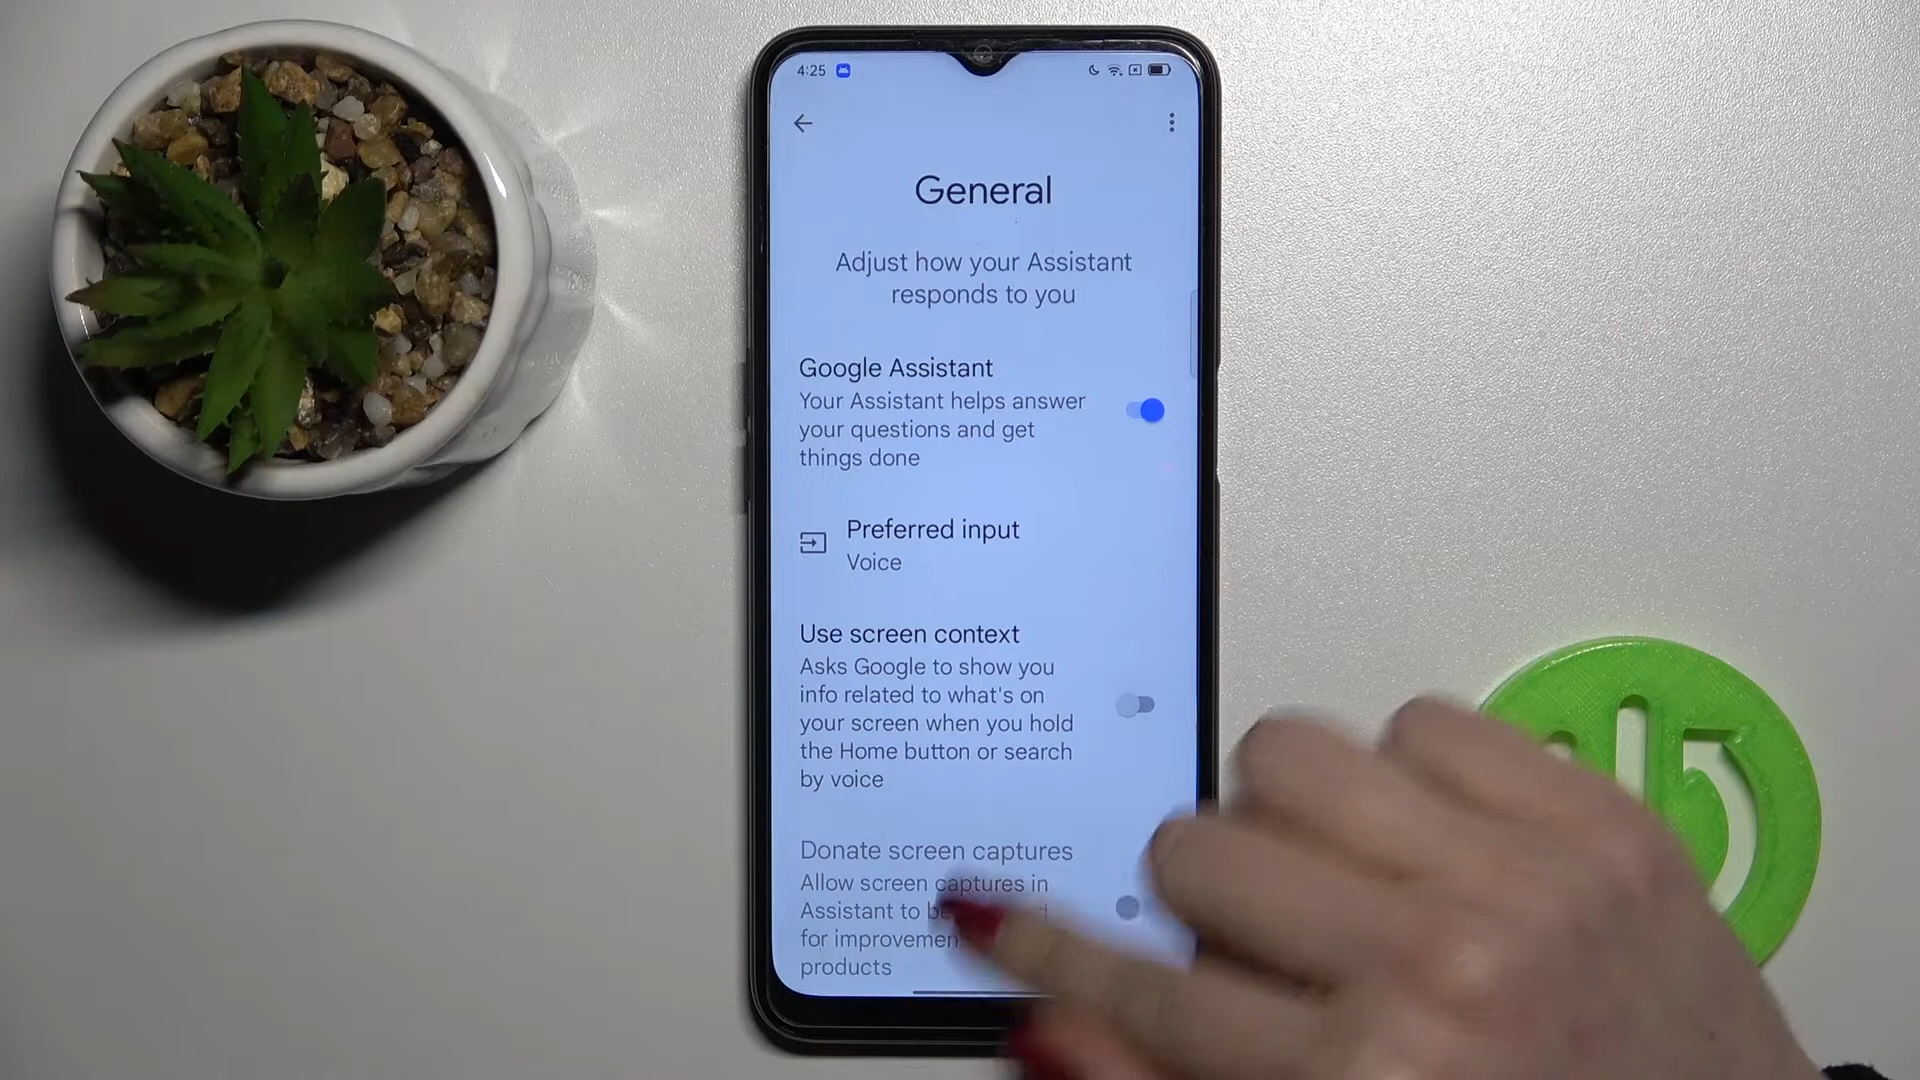 4:25
General
Adjust how your Assistant
responds to you
Google Assistant
Your Assistant helps answer
your questions and get
things done
Preferred input
Voice
Use screen context
Asks Google to show you
info related to what's on
your screen when you hold
the Home button or search
by voice
Donate screen captures
Allow screen captures in
Assistant to
for
products